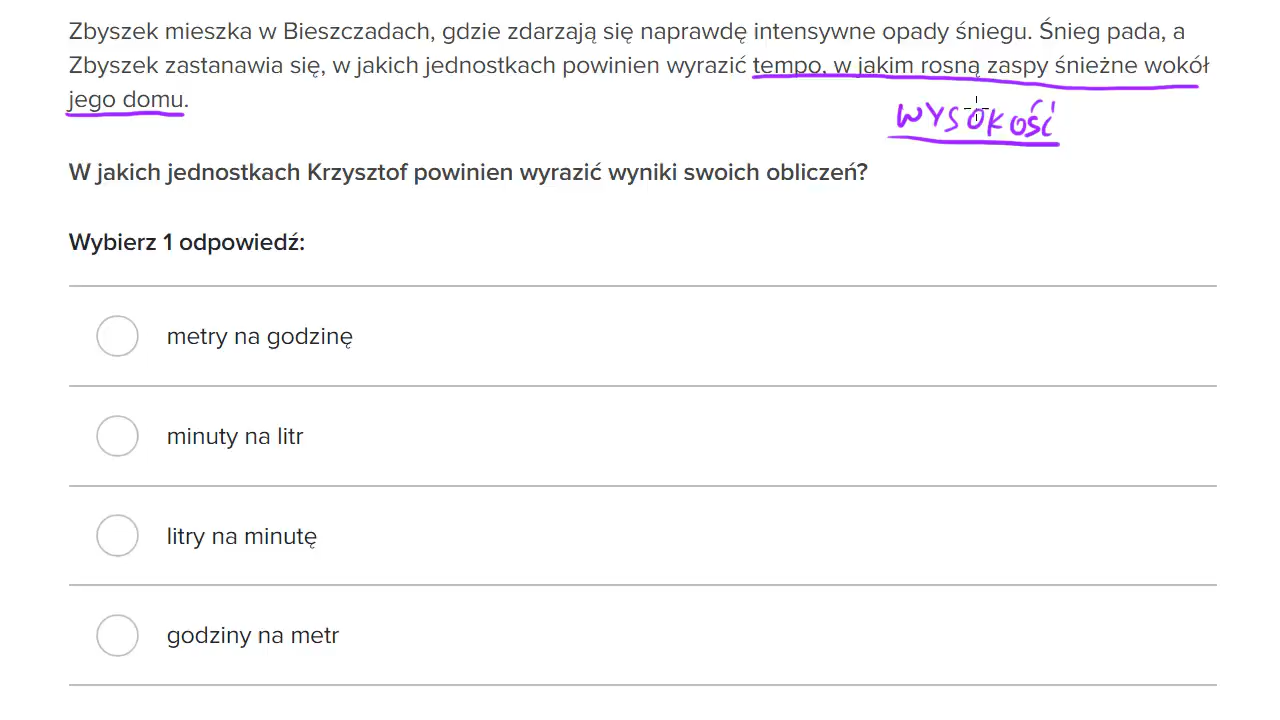 Zbyszek mieszka w Bieszczadach, gdzie zdarzają się naprawdę intensywne opady śniegu. Śnieg pada, a
Zbyszek zastanawia się, w jakich jednostkach powinien wyrazić tempo, w jakim rosną zaspy śnieżne wokół
jego domu.
WYSOKOŚĆ
W jakich jednostkach Krzysztof powinien wyrazić wyniki swoich obliczeń?
Wybierz 1 odpowiedź:
metry na godzinę
minuty na litr
litry na minutę
godziny na metr